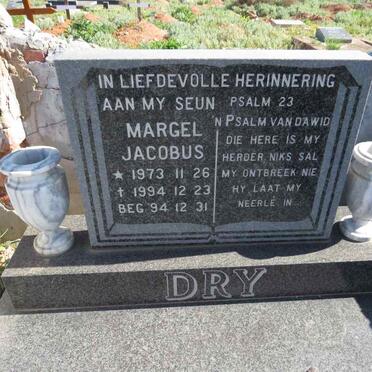 IN LIEFDEVOLLE HERINNERING
AAN MY SEUN
MARGEL
JACOBUS
★ 1973 11 26
† 1994 12 23
BEG 94 12 31
PSALM 23
'N PSALM VAN DAWID
DIE HERE IS MY
HERDER NIKS SAL
MY ONTBREEK NIE
HY LAAT MY
NEERLÊ IN...
DRY